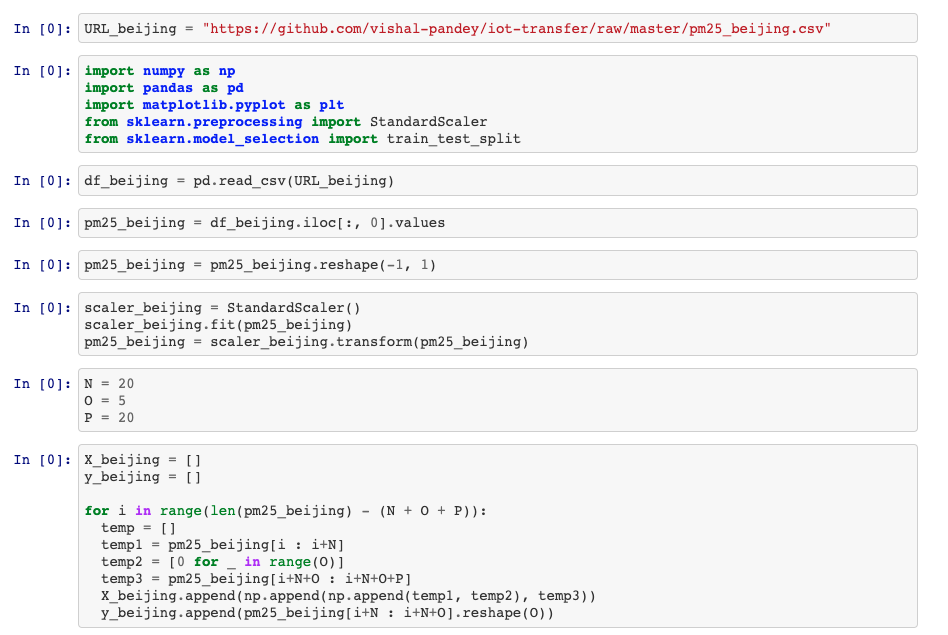 In [0]: URL_beijing = "https://github.com/vishal-pandey/iot-transfer/raw/master/pm25_beijing.csv"
In [0]: import numpy as np
import pandas as pd
import matplotlib.pyplot as plt
from sklearn.preprocessing import StandardScaler
from sklearn.model_selection import train_test_split
In [0]: df_beijing = pd.read_csv(URL_beijing)
In [0]: pm25_beijing = df_beijing.iloc[:, 0].values
In [0]: pm25_beijing = pm25_beijing.reshape(-1, 1)
In [0]: scaler_beijing = StandardScaler()
scaler_beijing.fit(pm25_beijing)
pm25_beijing = scaler_beijing.transform(pm25_beijing)
In [0]: N = 20
O = 5
P = 20
In [0]: X_beijing = []
y_beijing = []
for i in range(len(pm25_beijing) - (N + O + P)):
  temp = []
  temp1 = pm25_beijing[i : i+N]
  temp2 = [0 for _ in range(O)]
  temp3 = pm25_beijing[i+N+O : i+N+O+P]
  X_beijing.append(np.append(np.append(temp1, temp2), temp3))
  y_beijing.append(pm25_beijing[i+N : i+N+O].reshape(O))